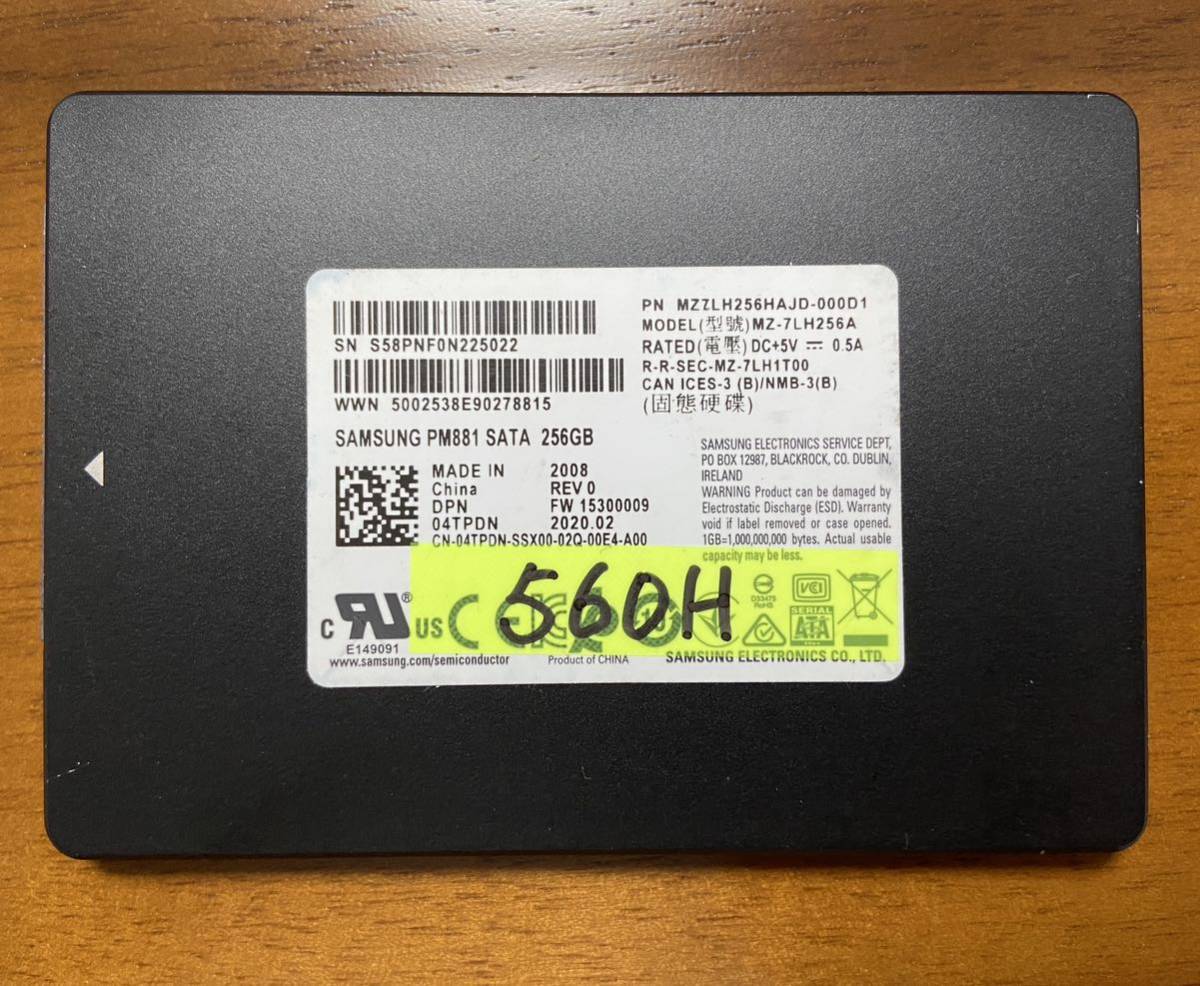 SN S58PNF0N225022
WWN 5002538E90278815
SAMSUNG PM881 SATA 256GB
MADE IN 2008
China REV 0
DPN FW 15300009
04TPDN 2020.02
CN-04TPDN-SSX00-02Q-00E4-A00
PN MZ7LH256HAJD-000D1
MODEL(型號)MZ-7LH256A
RATED(電壓)DC+5V ⎓ 0.5A
R-R-SEC-MZ-7LH1T00
CAN ICES-3 (B)/NMB-3(B)
(固態硬碟)
SAMSUNG ELECTRONICS SERVICE DEPT,
PO BOX 12987, BLACKROCK, CO. DUBLIN,
IRELAND
WARNING Product can be damaged by
Electrostatic Discharge (ESD). Warranty
void if label removed or case opened.
1GB=1,000,000,000 bytes. Actual usable
capacity may be less.
560H
c RU ® US
E149091
D33475
RoHS
VCI
SERIAL
ATA
www.samsung.com/semiconductor
Product of CHINA
SAMSUNG ELECTRONICS CO., LTD.